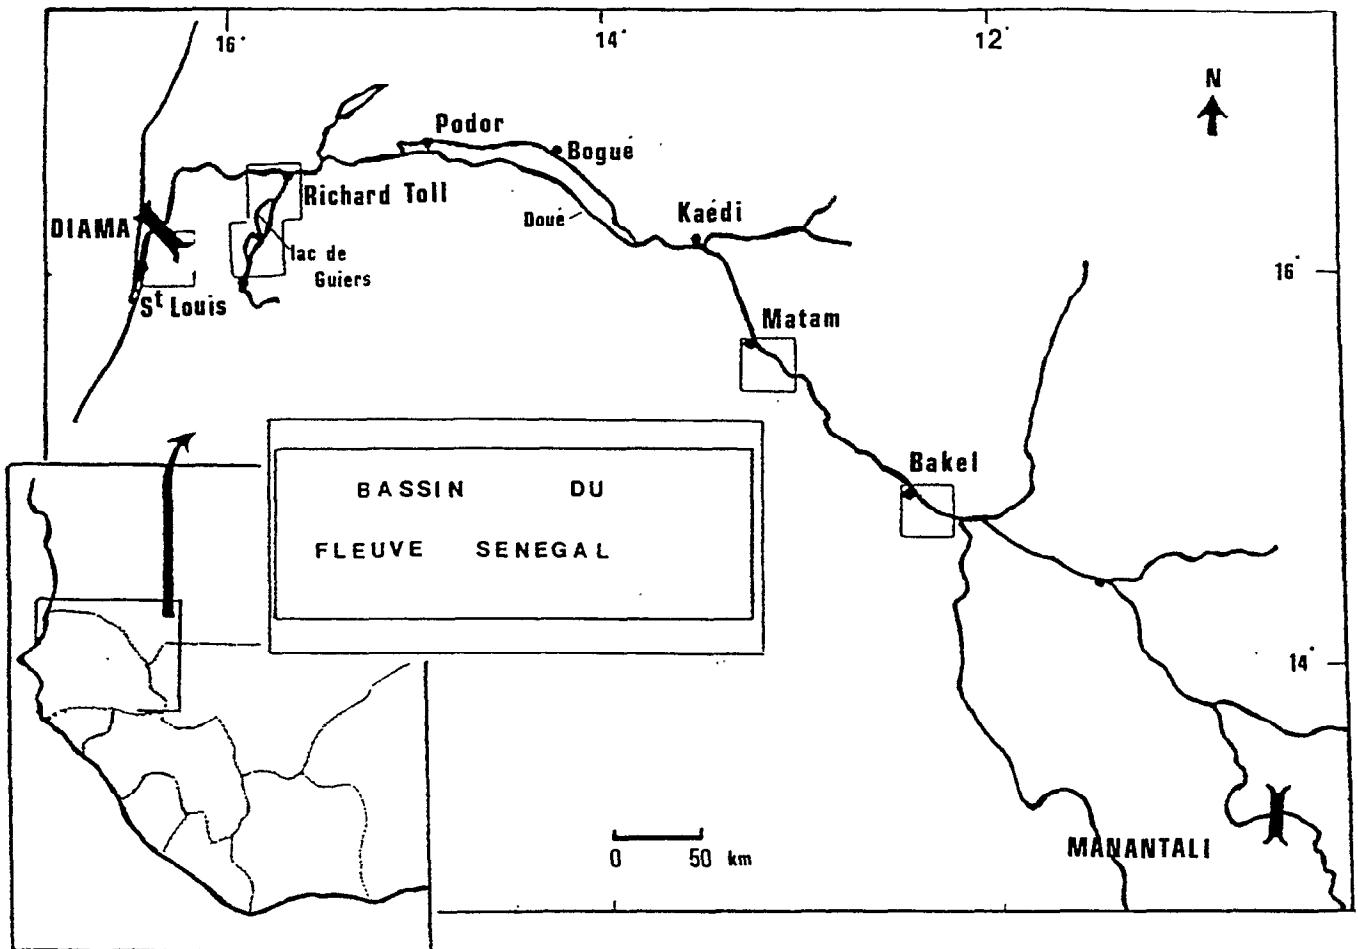 16°
14°
12°
N
Podor
Bogué
Richard Toll
Doué
Kaédi
DIAMA
lac de
Guiers
16°
St Louis
Matam
Bakel
BASSIN DU
FLEUVE SENEGAL
14°
MANANTALI
0 50 km